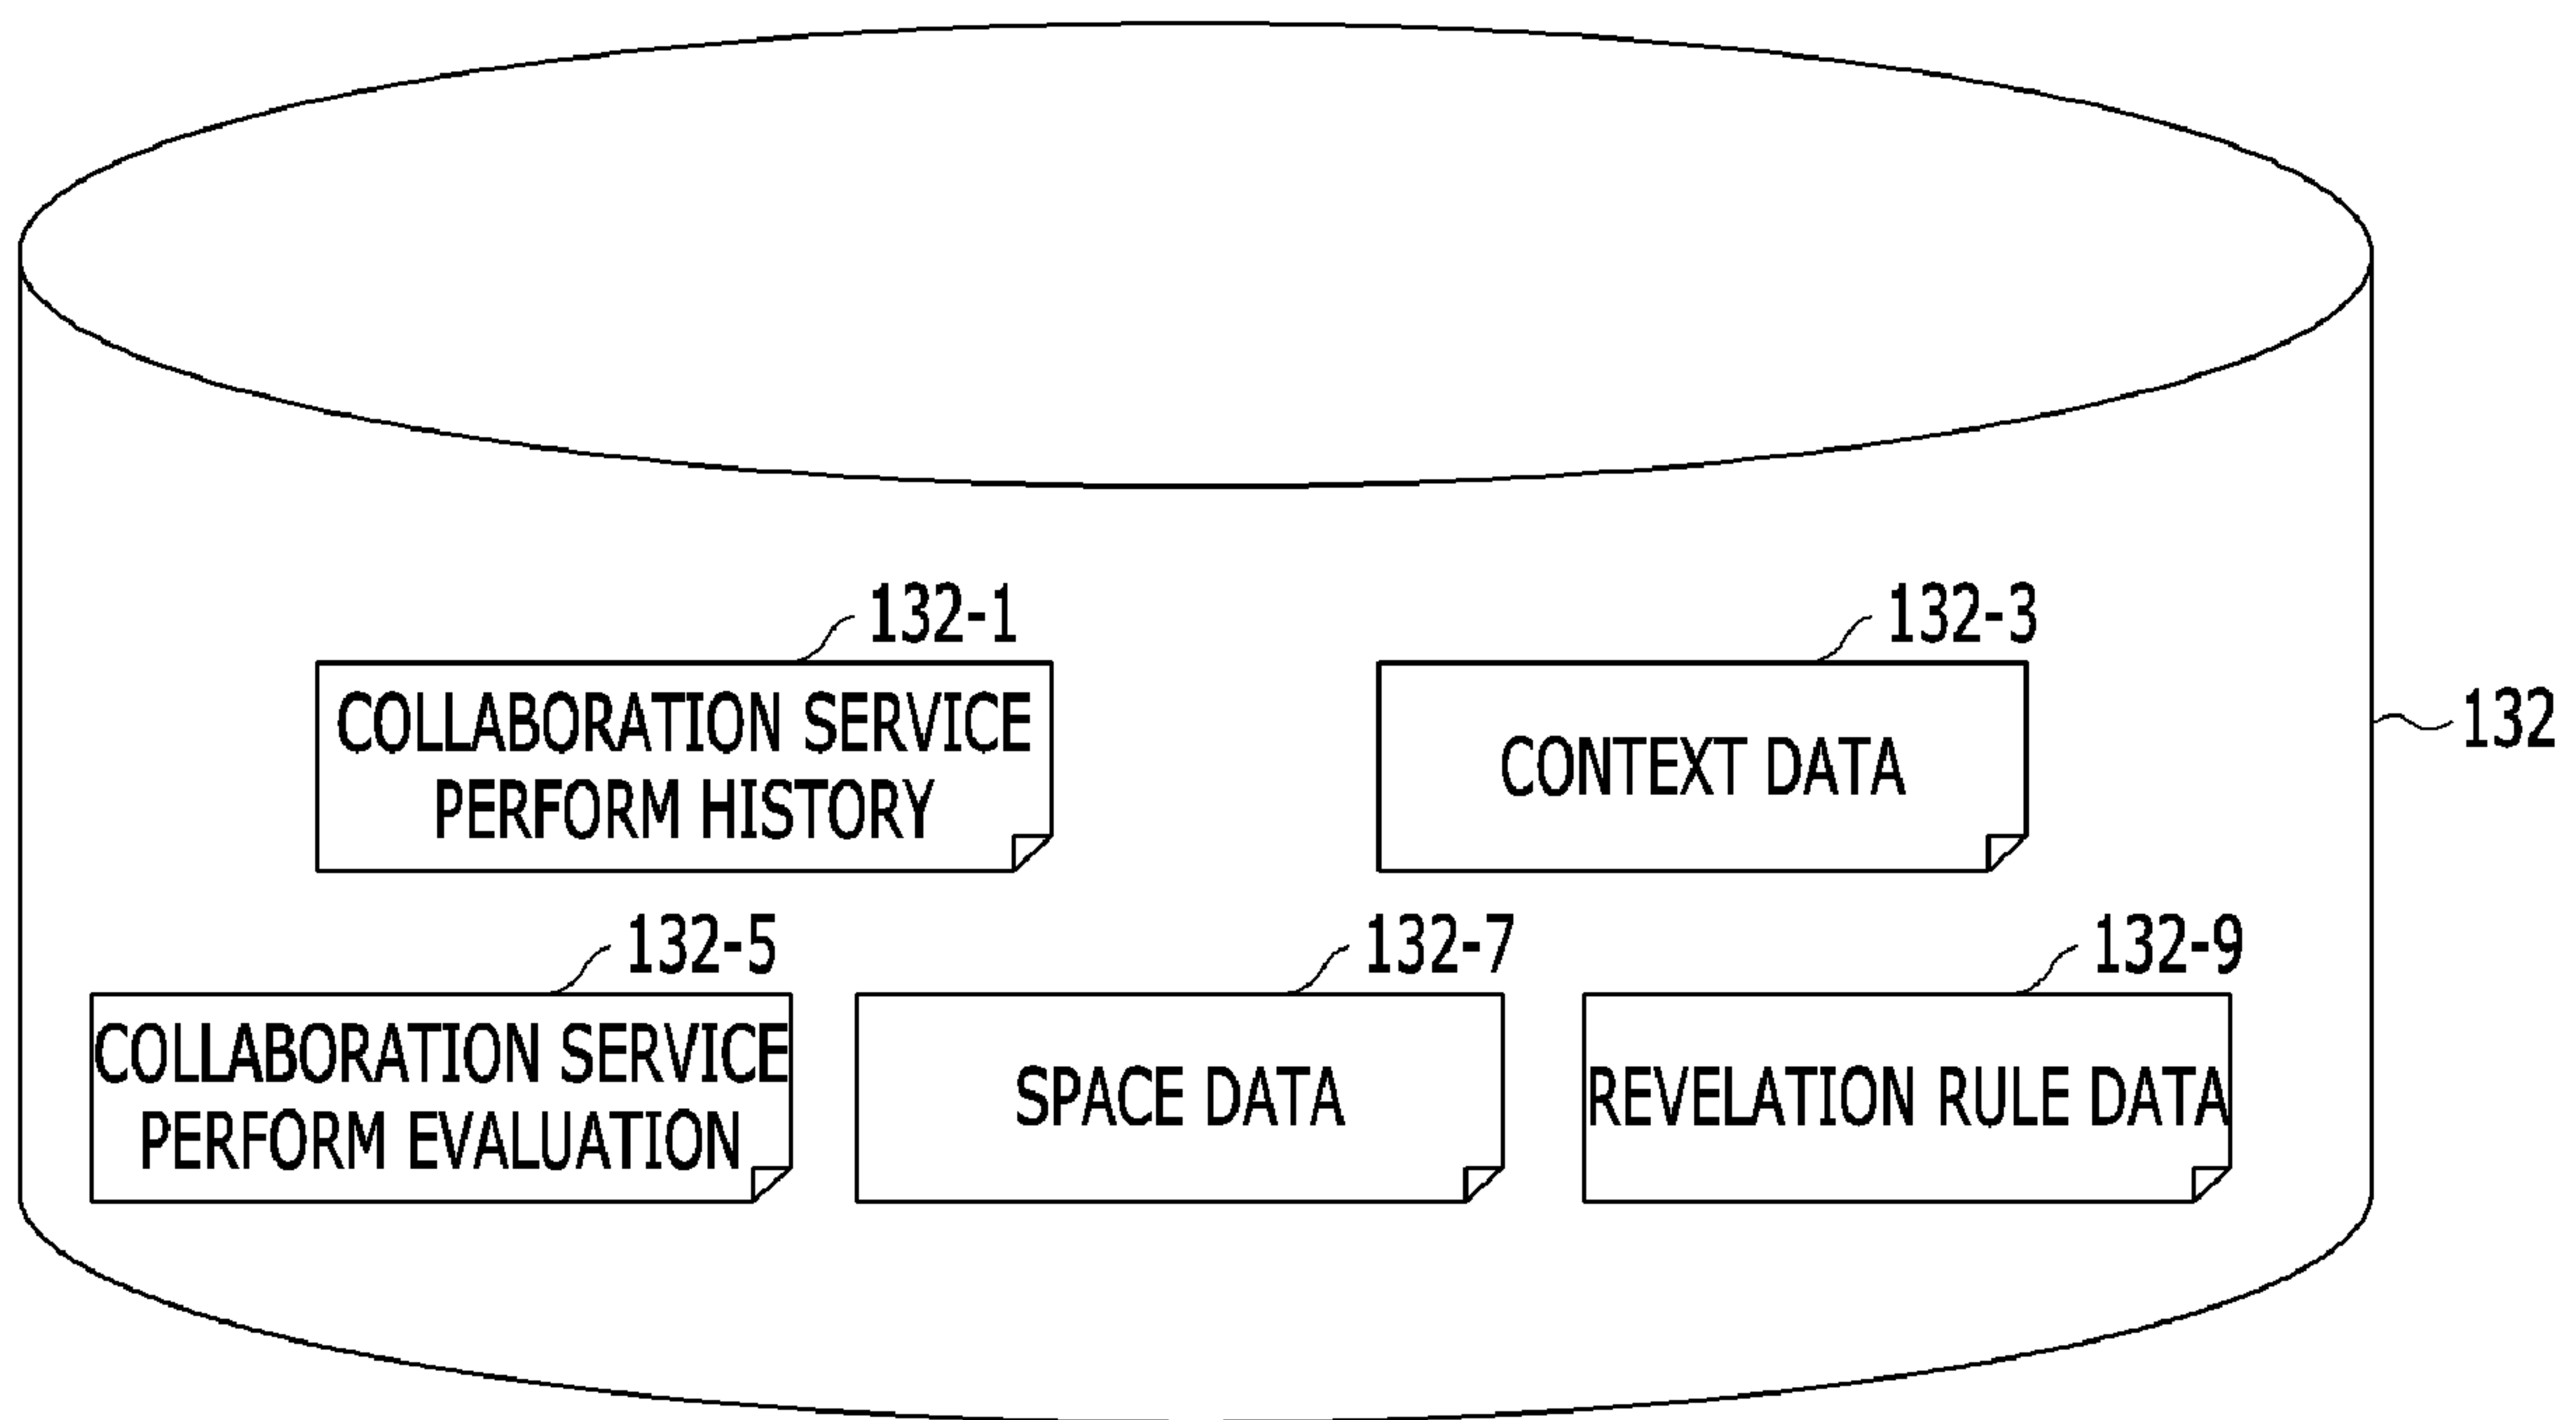 132-1
COLLABORATION SERVICE
PERFORM HISTORY
132-3
CONTEXT DATA
132
132-5
COLLABORATION SERVICE
PERFORM EVALUATION
132-7
SPACE DATA
132-9
REVELATION RULE DATA